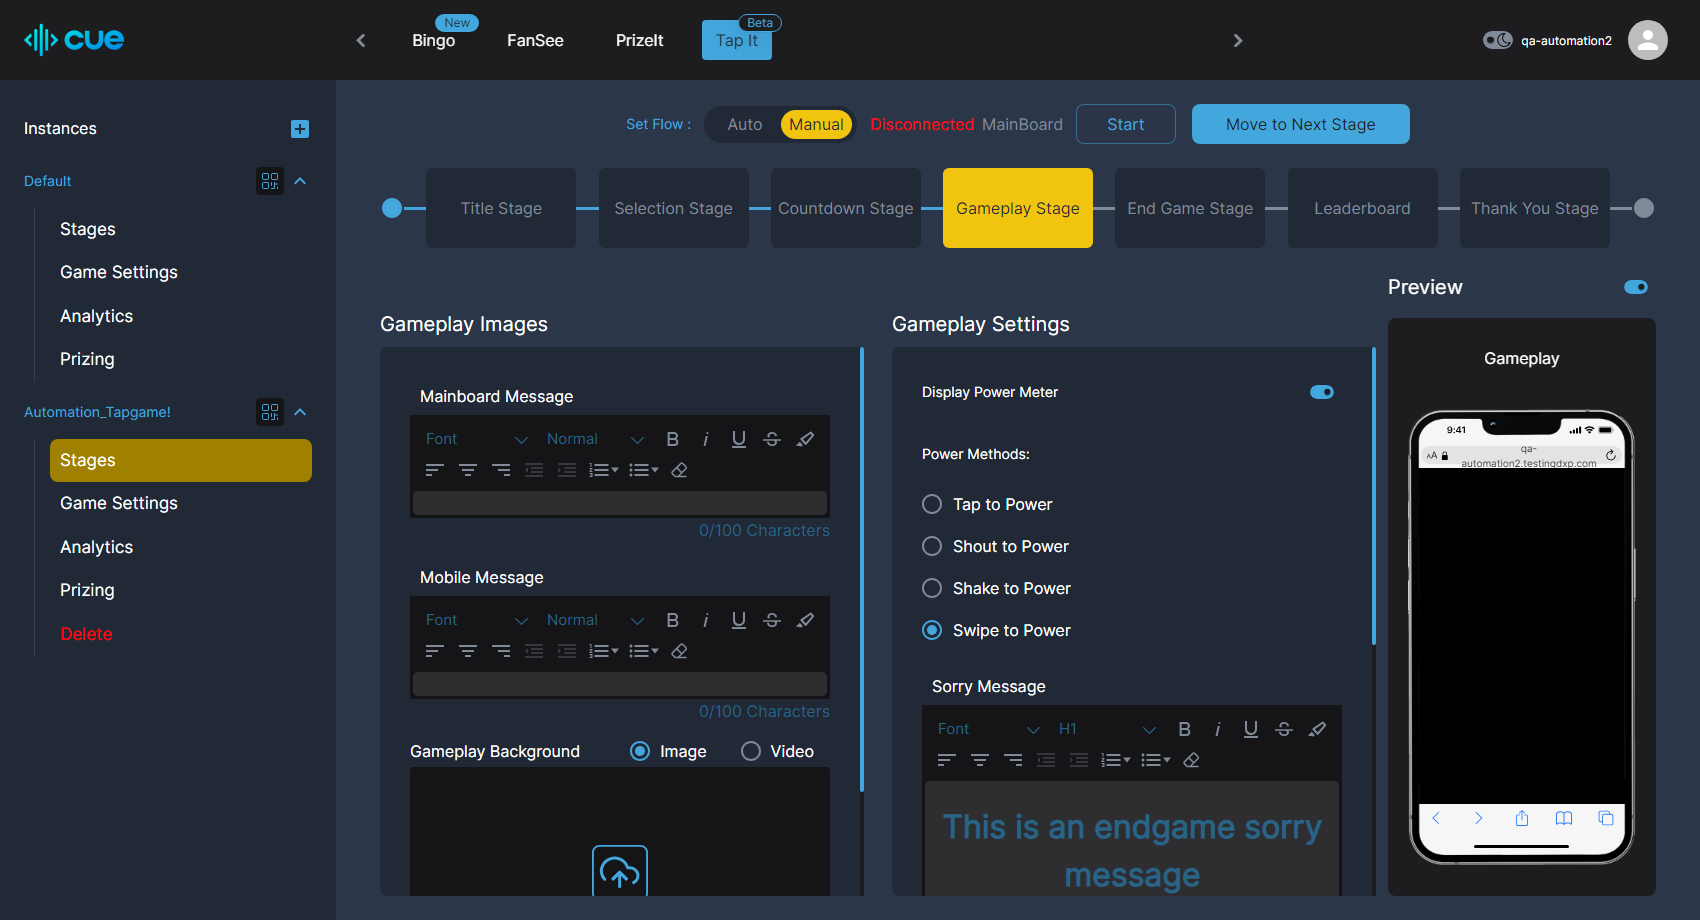 cue
New
Bingo
FanSee
PrizeIt
Beta
Tap It
qa-automation2
Instances
Default
Stages
Game Settings
Analytics
Prizing
Automation_Tapgame!
Stages
Game Settings
Analytics
Prizing
Delete
Set Flow :
Auto
Manual
Disconnected MainBoard
Start
Move to Next Stage
Title Stage
Selection Stage
Countdown Stage
Gameplay Stage
End Game Stage
Leaderboard
Thank You Stage
Gameplay Images
Mainboard Message
Font
Normal
B i U S
0/100 Characters
Mobile Message
Font
Normal
B i U S
0/100 Characters
Gameplay Background
Image
Video
Gameplay Settings
Display Power Meter
Power Methods:
Tap to Power
Shout to Power
Shake to Power
Swipe to Power
Sorry Message
Font
H1
B i U S
This is an endgame sorry
message
Preview
Gameplay
9:41
AA
qa-
automation2.testingdxp.com